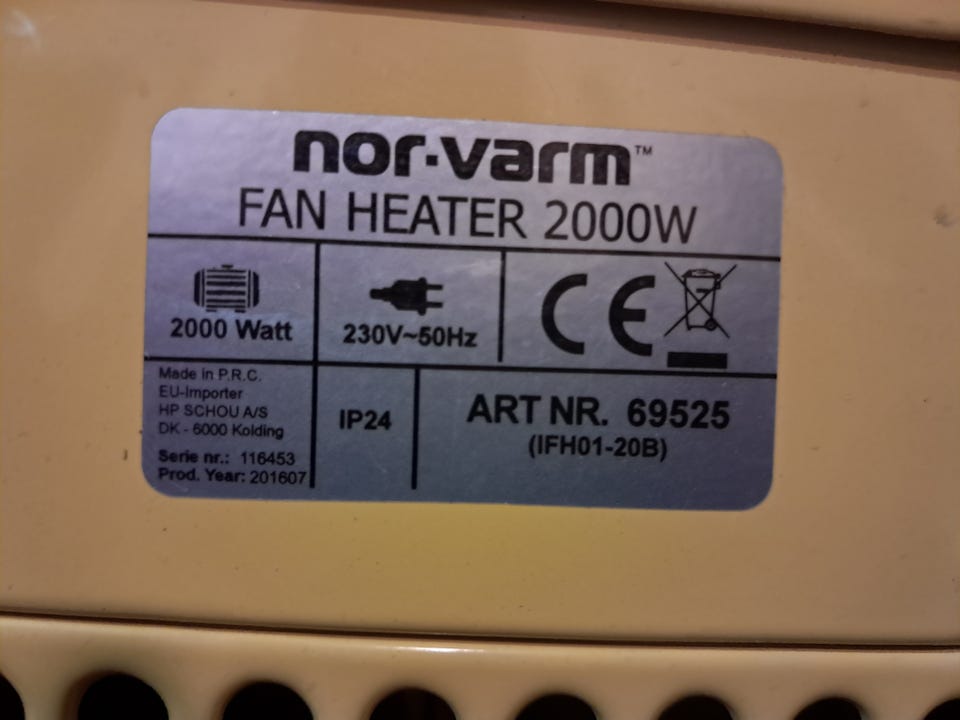 nor-varm™
FAN HEATER 2000W
2000 Watt
230V~50Hz
CE
Made in P.R.C.
EU-Importer
HP SCHOU A/S
DK - 6000 Kolding
Serie nr.: 116453
Prod. Year: 201607
IP24
ART NR. 69525
(IFH01-20B)